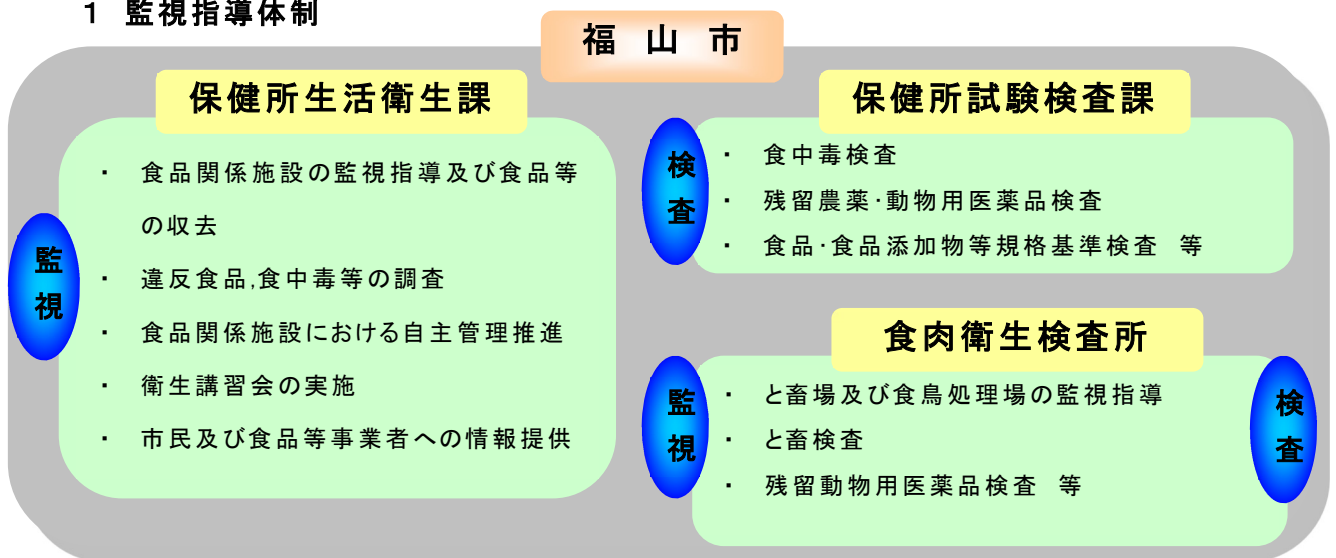 1 監視指導体制
福 山 市
保健所生活衛生課
監視
・ 食品関係施設の監視指導及び食品等
の収去
・ 違反食品,食中毒等の調査
・ 食品関係施設における自主管理推進
・ 衛生講習会の実施
・ 市民及び食品等事業者への情報提供
保健所試験検査課
検査
・ 食中毒検査
・ 残留農薬・動物用医薬品検査
・ 食品・食品添加物等規格基準検査 等
食肉衛生検査所
監視
・ と畜場及び食鳥処理場の監視指導
・ と畜検査
・ 残留動物用医薬品検査 等
検査